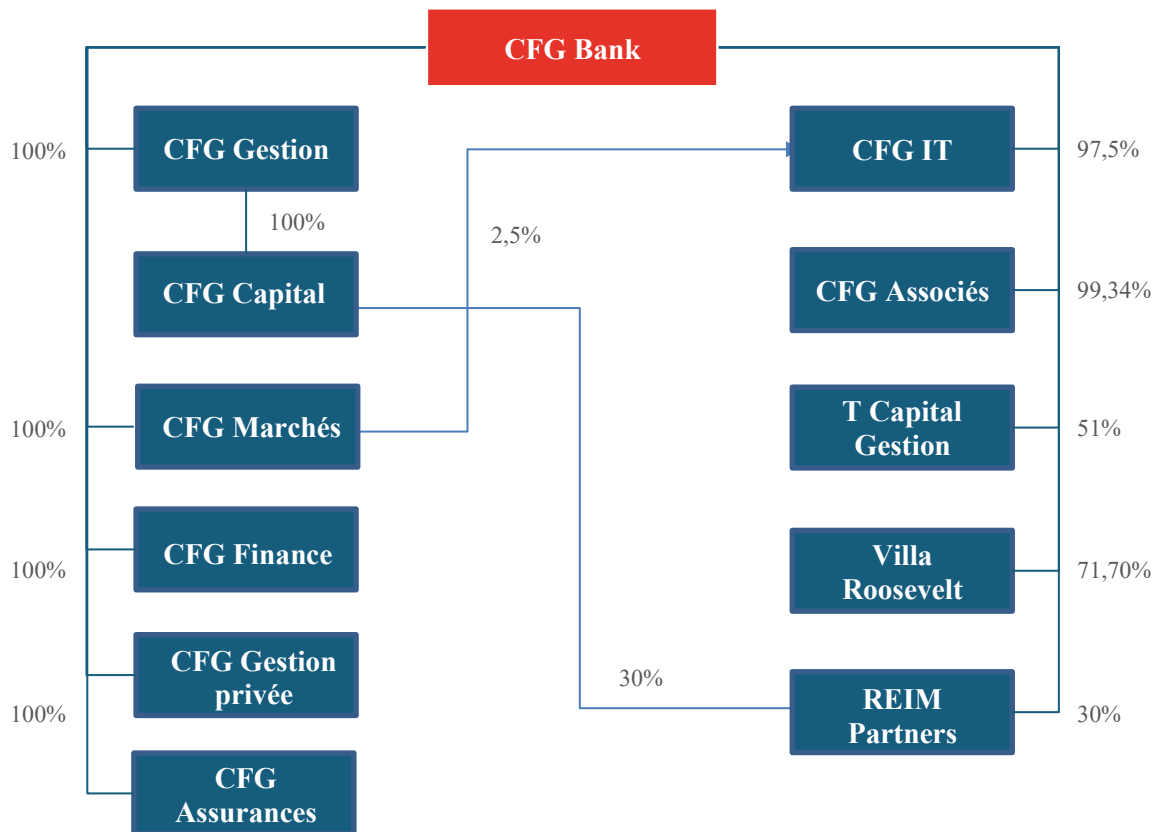 CFG Bank
100%
CFG Gestion
CFG IT
97,5%
100%
2,5%
CFG Capital
CFG Associés
99,34%
100%
CFG Marchés
T Capital
Gestion
51%
100%
CFG Finance
Villa
Roosevelt
71,70%
CFG Gestion
privée
30%
REIM
Partners
100%
30%
CFG
Assurances